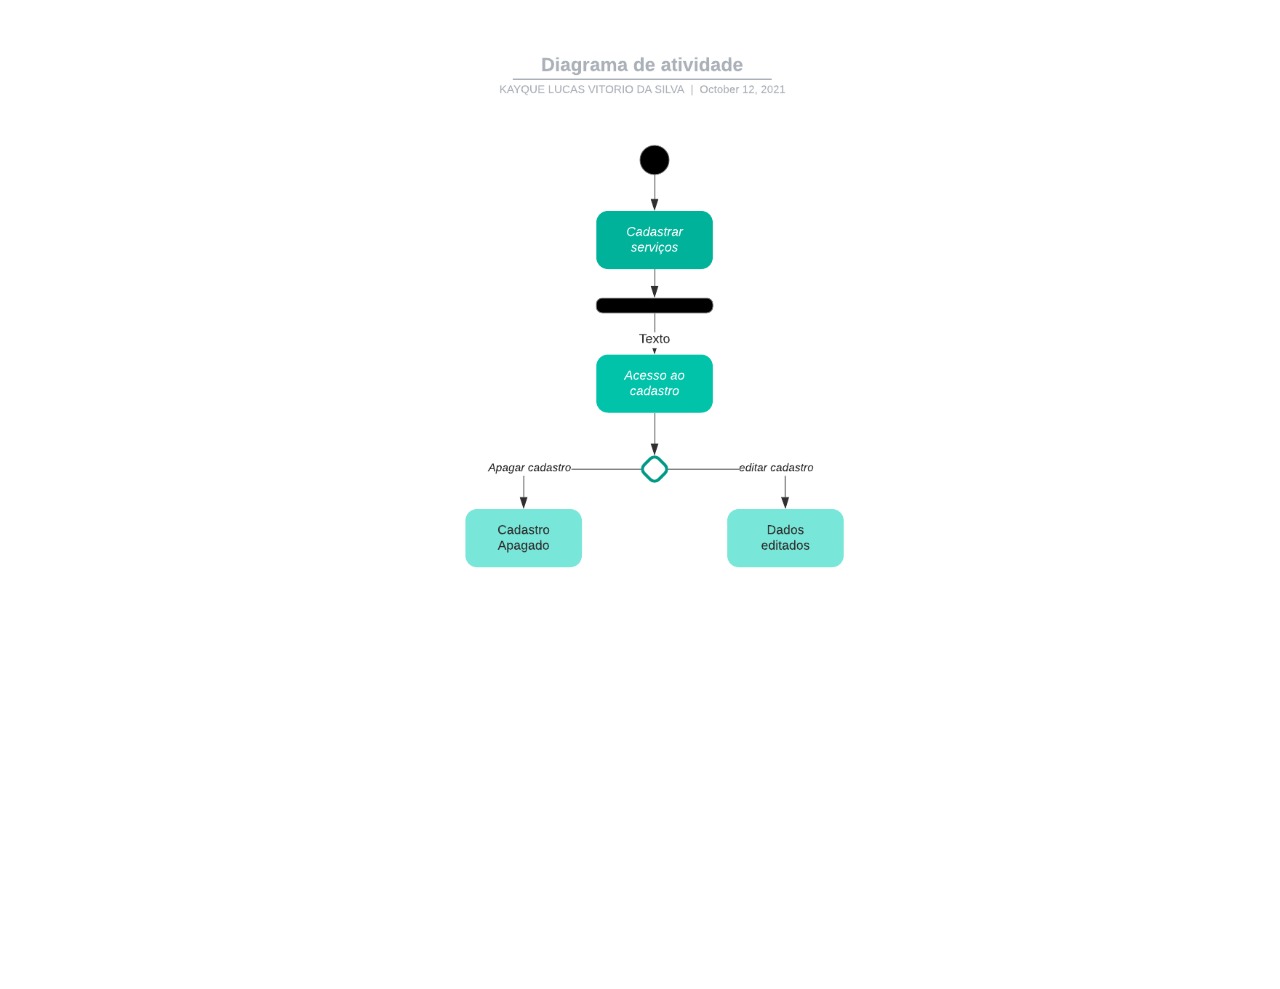 Diagrama de atividade
KAYQUE LUCAS VITORIO DA SILVA | October 12, 2021
Cadastrar
serviços
Texto
Acesso ao
cadastro
Apagar cadastro
editar cadastro
Cadastro
Apagado
Dados
editados